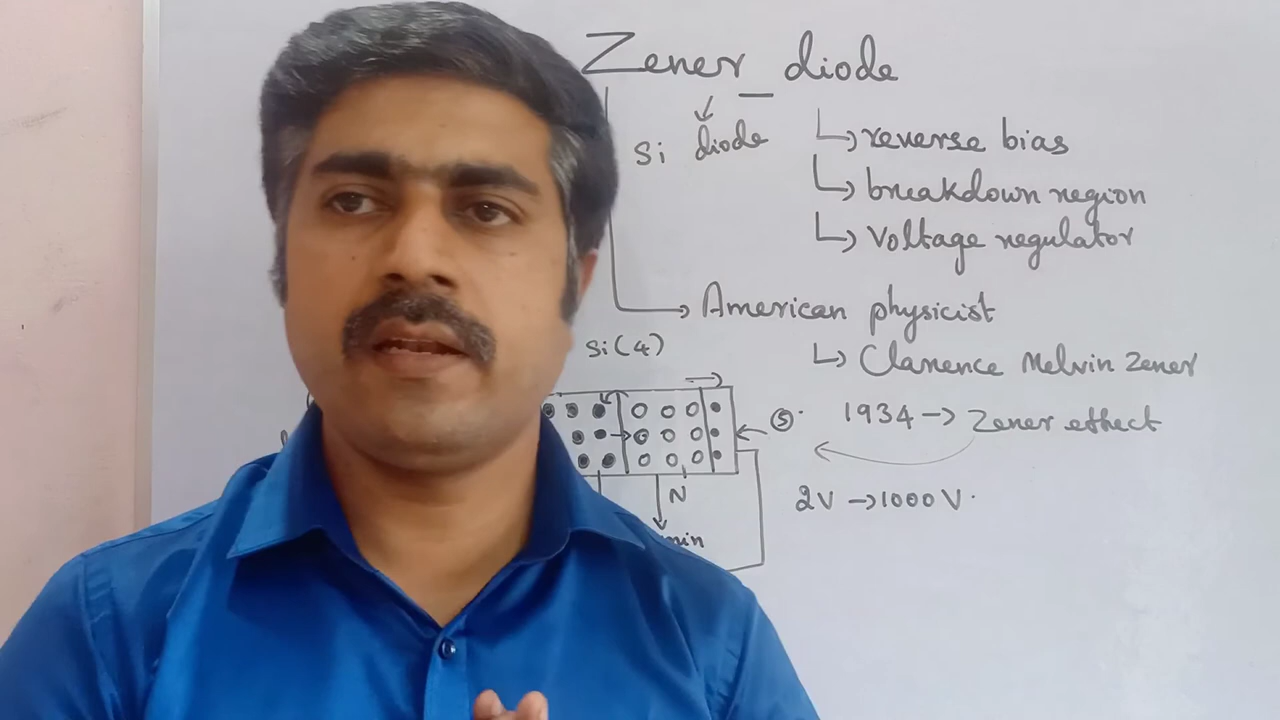 Zener diode
Si diode
reverse bias
breakdown region
Voltage regulator
American physicist
Clarence Melvin Zener
Si(4)
5
1934 → Zener effect
N
2V → 1000V
min